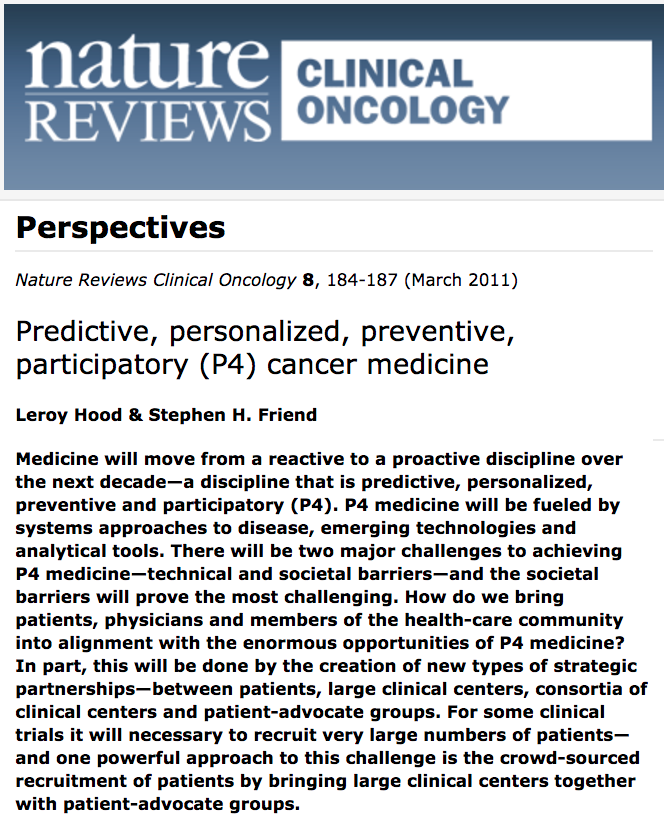 nature
REVIEWS
CLINICAL
ONCOLOGY
Perspectives
Nature Reviews Clinical Oncology 8, 184-187 (March 2011)
Predictive, personalized, preventive,
participatory (P4) cancer medicine
Leroy Hood & Stephen H. Friend
Medicine will move from a reactive to a proactive discipline over
the next decade—a discipline that is predictive, personalized,
preventive and participatory (P4). P4 medicine will be fueled by
systems approaches to disease, emerging technologies and
analytical tools. There will be two major challenges to achieving
P4 medicine—technical and societal barriers—and the societal
barriers will prove the most challenging. How do we bring
patients, physicians and members of the health-care community
into alignment with the enormous opportunities of P4 medicine?
In part, this will be done by the creation of new types of strategic
partnerships—between patients, large clinical centers, consortia of
clinical centers and patient-advocate groups. For some clinical
trials it will necessary to recruit very large numbers of patients—
and one powerful approach to this challenge is the crowd-sourced
recruitment of patients by bringing large clinical centers together
with patient-advocate groups.